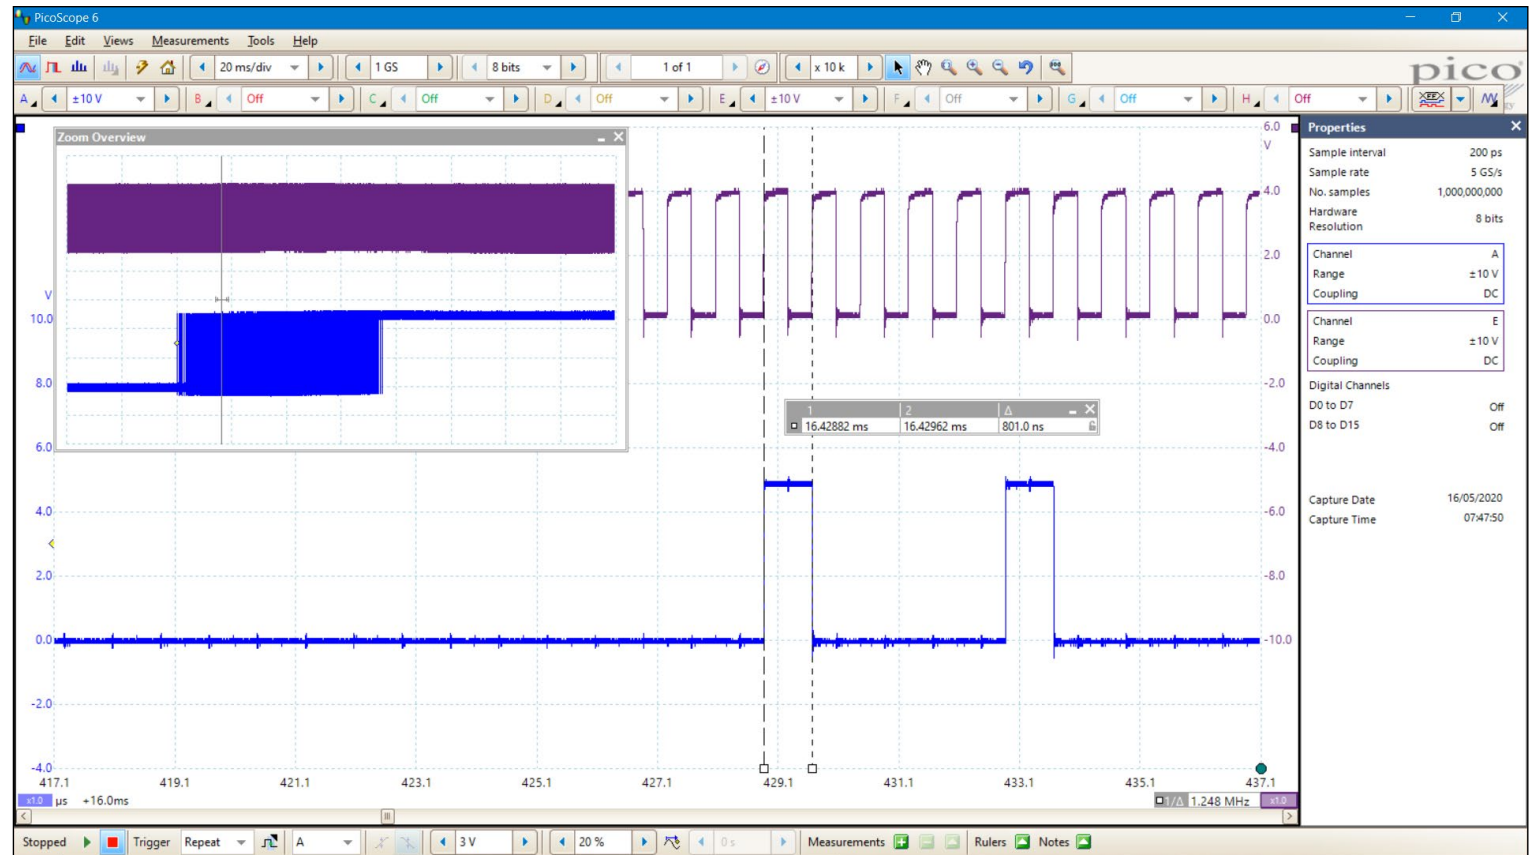 PicoScope 6
File Edit Views Measurements Tools Help
20 ms/div 1 GS 8 bits 1 of 1 x 10 k
pico
A ±10 V B Off C Off D Off E ±10 V F Off G Off H Off
Zoom Overview
V
10.0
8.0
6.0
4.0
2.0
0.0
-2.0
-4.0
6.0
V
4.0
2.0
0.0
-2.0
-4.0
-6.0
-8.0
-10.0
1 2 Δ
16.42882 ms 16.42962 ms 801.0 ns
417.1 419.1 421.1 423.1 425.1 427.1 429.1 431.1 433.1 435.1 437.1
x1.0 µs +16.0ms
1/Δ 1.248 MHz x1.0
Properties
Sample interval 200 ps
Sample rate 5 GS/s
No. samples 1,000,000,000
Hardware
Resolution 8 bits
Channel A
Range ±10 V
Coupling DC
Channel E
Range ±10 V
Coupling DC
Digital Channels
D0 to D7 Off
D8 to D15 Off
Capture Date 16/05/2020
Capture Time 07:47:50
Stopped Trigger Repeat A 3 V 20 % 0 s Measurements Rulers Notes